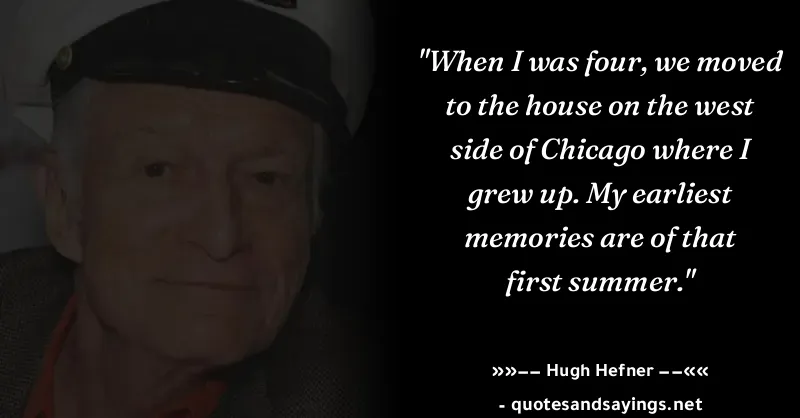 "When I was four, we moved
to the house on the west
side of Chicago where I
grew up. My earliest
memories are of that
first summer."
»»−− Hugh Hefner −−««
- quotesandsayings.net